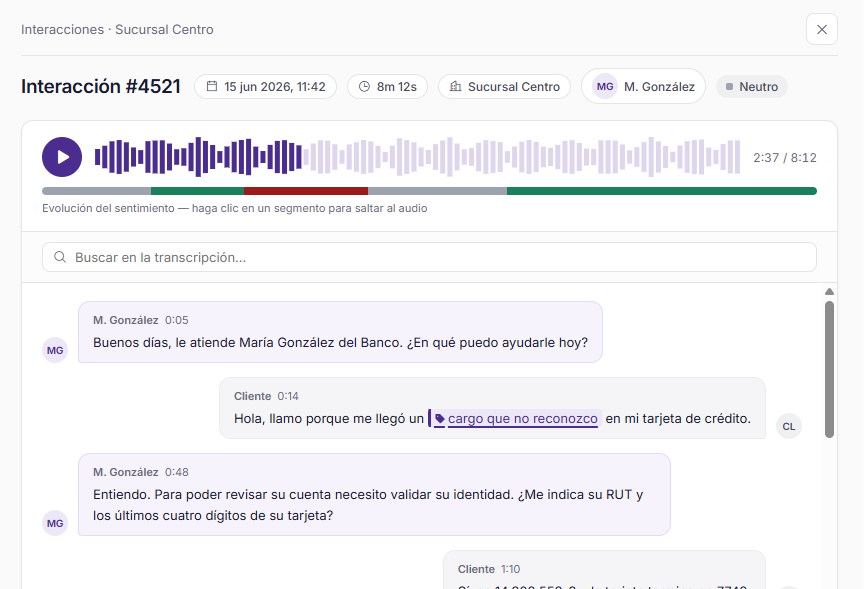 Interacciones · Sucursal Centro
Interacción #4521
15 jun 2026, 11:42
8m 12s
Sucursal Centro
MG M. González
Neutro
2:37 / 8:12
Evolución del sentimiento — haga clic en un segmento para saltar al audio
Buscar en la transcripción...
M. González 0:05
Buenos días, le atiende María González del Banco. ¿En qué puedo ayudarle hoy?
MG
Cliente 0:14
Hola, llamo porque me llegó un cargo que no reconozco en mi tarjeta de crédito.
CL
M. González 0:48
Entiendo. Para poder revisar su cuenta necesito validar su identidad. ¿Me indica su RUT y
los últimos cuatro dígitos de su tarjeta?
MG
Cliente 1:10